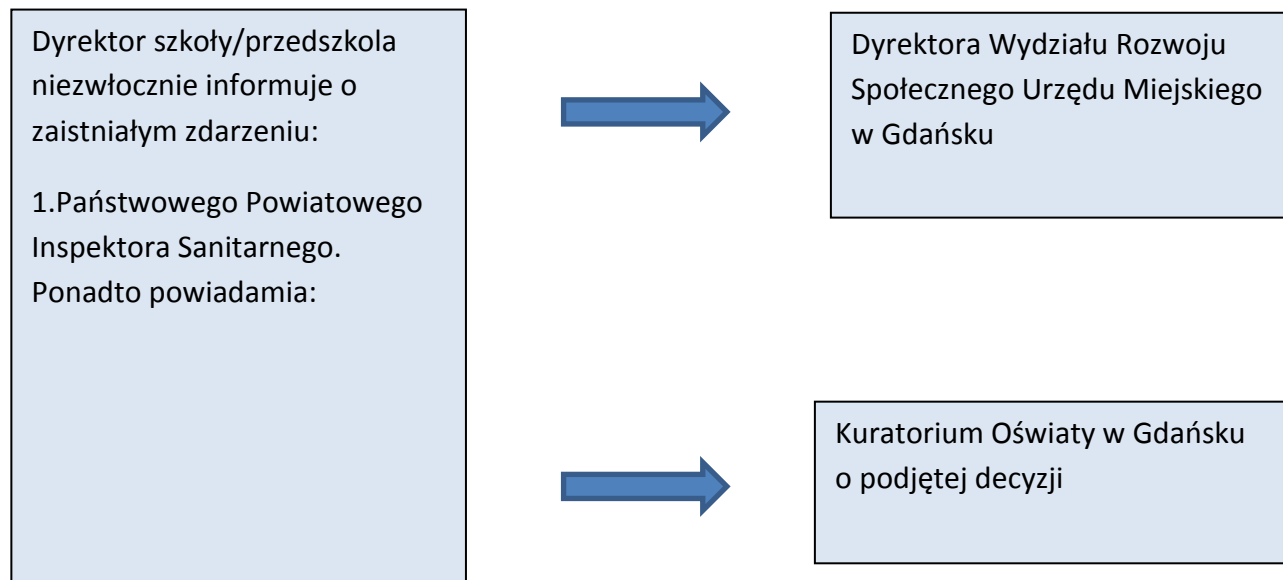 Dyrektor szkoły/przedszkola
niezwłocznie informuje o
zaistniałym zdarzeniu:
1.Państwowego Powiatowego
Inspektora Sanitarnego.
Ponadto powiadamia:
Dyrektora Wydziału Rozwoju
Społecznego Urzędu Miejskiego
w Gdańsku
Kuratorium Oświaty w Gdańsku
o podjętej decyzji